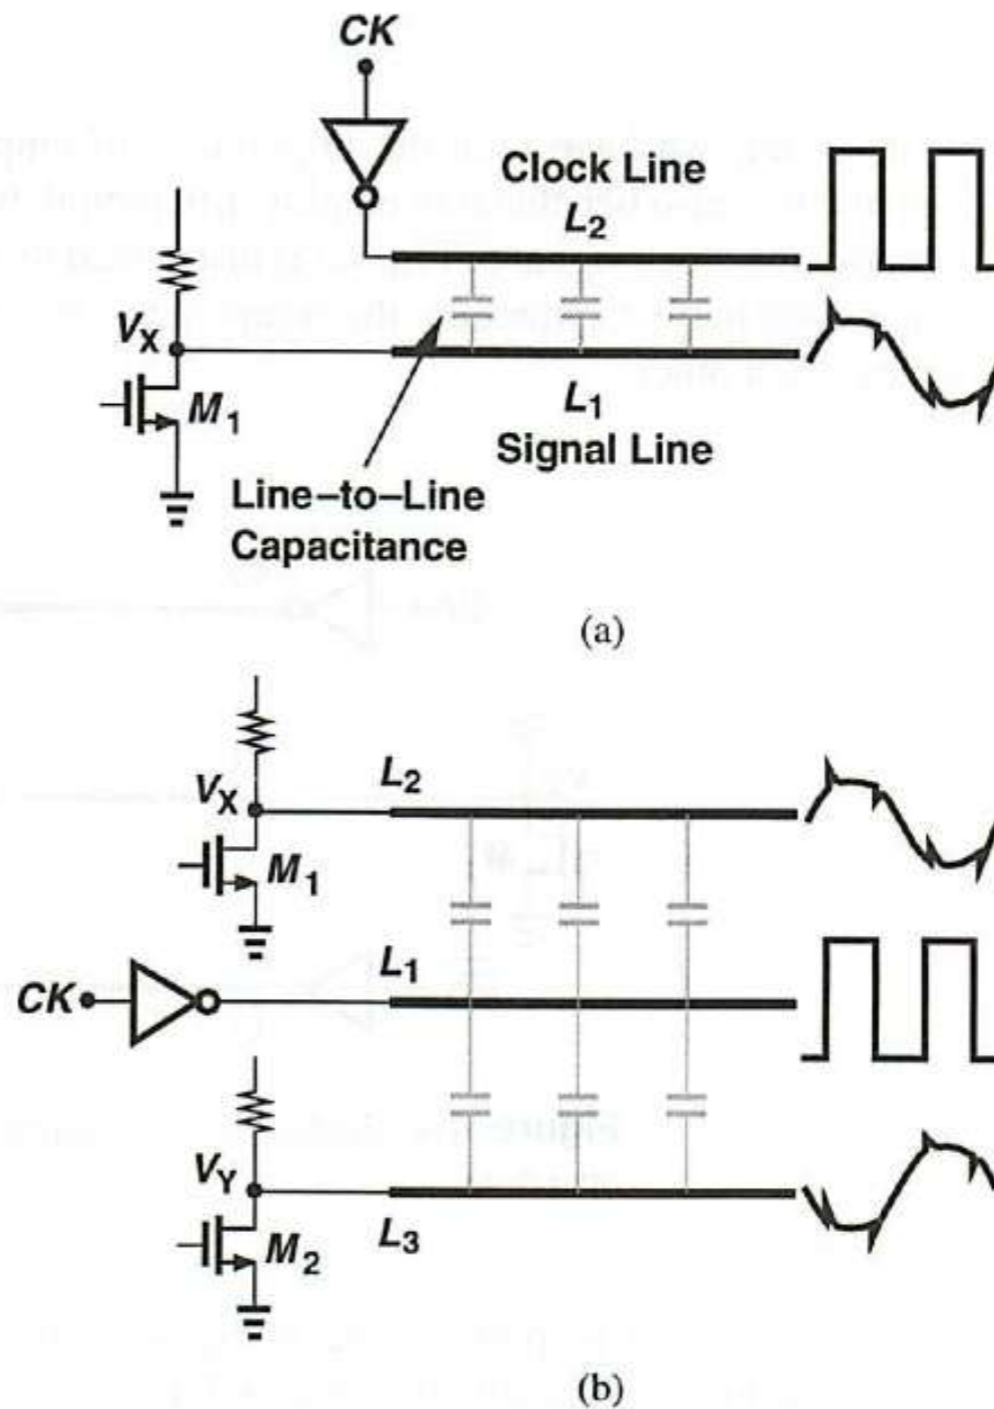 CK
Clock Line
L2
VX
M1
L1
Signal Line
Line–to–Line
Capacitance
(a)
VX
L2
M1
L1
CK
VY
M2
L3
(b)